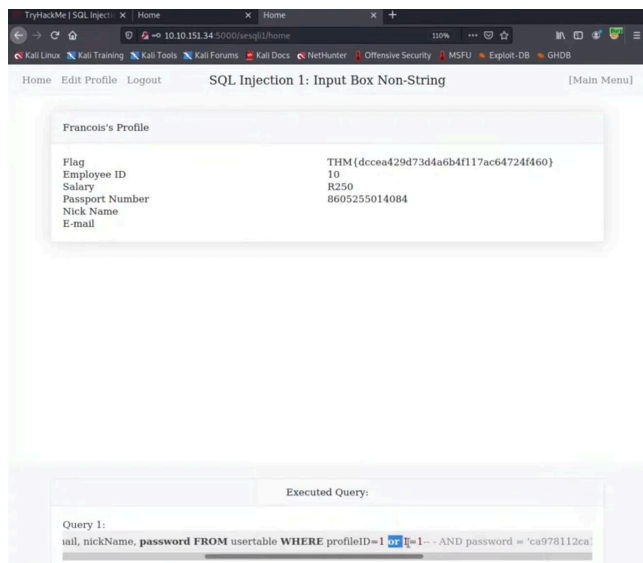 TryHackMe | SQL Injecti Home Home
10.10.151.34:5000/sesqli1/home 110%
Kali Linux Kali Training Kali Tools Kali Forums Kali Docs NetHunter Offensive Security MSFU Exploit-DB GHDB
Home Edit Profile Logout SQL Injection 1: Input Box Non-String [Main Menu]
Francois's Profile
Flag THM{dccea429d73d4a6b4f117ac64724f460}
Employee ID 10
Salary R250
Passport Number 8605255014084
Nick Name
E-mail
Executed Query:
Query 1:
ail, nickName, password FROM usertable WHERE profileID=1 or 1=1-- - AND password = 'ca978112ca